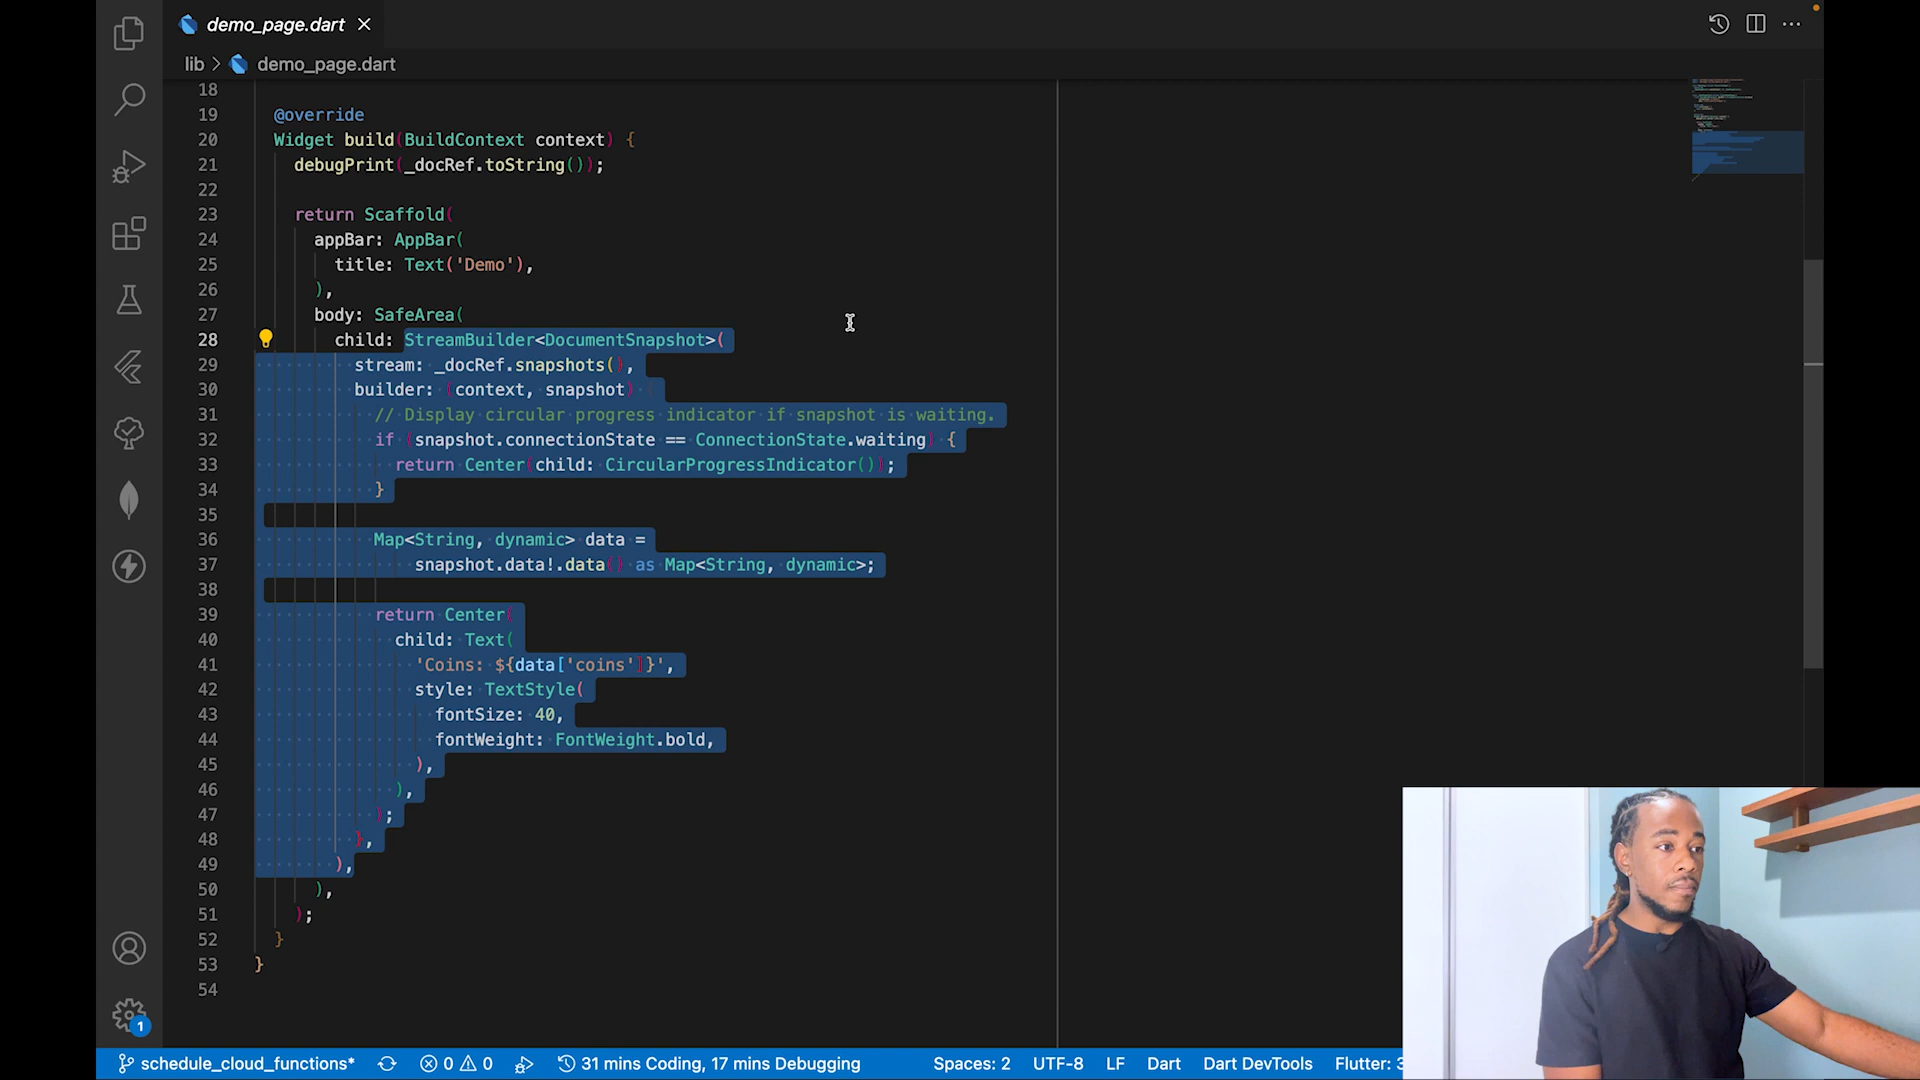 demo_page.dart
lib > demo_page.dart
18
19 @override
20 Widget build(BuildContext context) {
21 debugPrint(_docRef.toString());
22
23 return Scaffold(
24 appBar: AppBar(
25 title: Text('Demo'),
26 ),
27 body: SafeArea(
28 child: StreamBuilder<DocumentSnapshot>(
29 stream: _docRef.snapshots(),
30 builder: (context, snapshot) {
31 // Display circular progress indicator if snapshot is waiting.
32 if (snapshot.connectionState == ConnectionState.waiting) {
33 return Center(child: CircularProgressIndicator());
34 }
35
36 Map<String, dynamic> data =
37 snapshot.data!.data() as Map<String, dynamic>;
38
39 return Center(
40 child: Text(
41 'Coins: ${data['coins']}',
42 style: TextStyle(
43 fontSize: 40,
44 fontWeight: FontWeight.bold,
45 ),
46 ),
47 );
48 },
49 ),
50 ),
51 );
52 }
53 }
54
1
schedule_cloud_functions* 0 0 31 mins Coding, 17 mins Debugging Spaces: 2 UTF-8 LF Dart Dart DevTools Flutter: 3